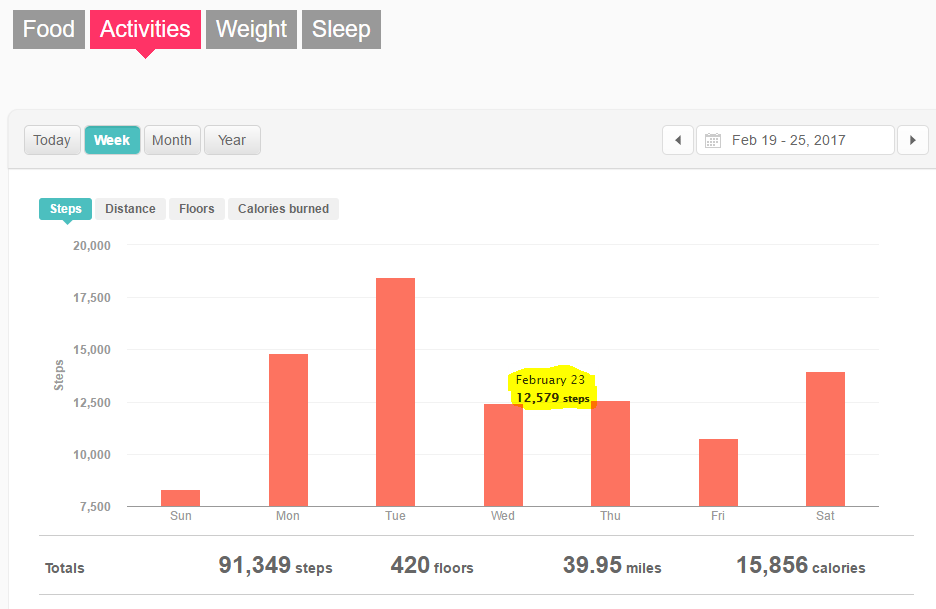 Food Activities Weight Sleep
Today Week Month Year Feb 19 - 25, 2017
Steps Distance Floors Calories burned
20,000
17,500
15,000
12,500
10,000
7,500
Steps
February 23
12,579 steps
Sun Mon Tue Wed Thu Fri Sat
Totals 91,349 steps 420 floors 39.95 miles 15,856 calories